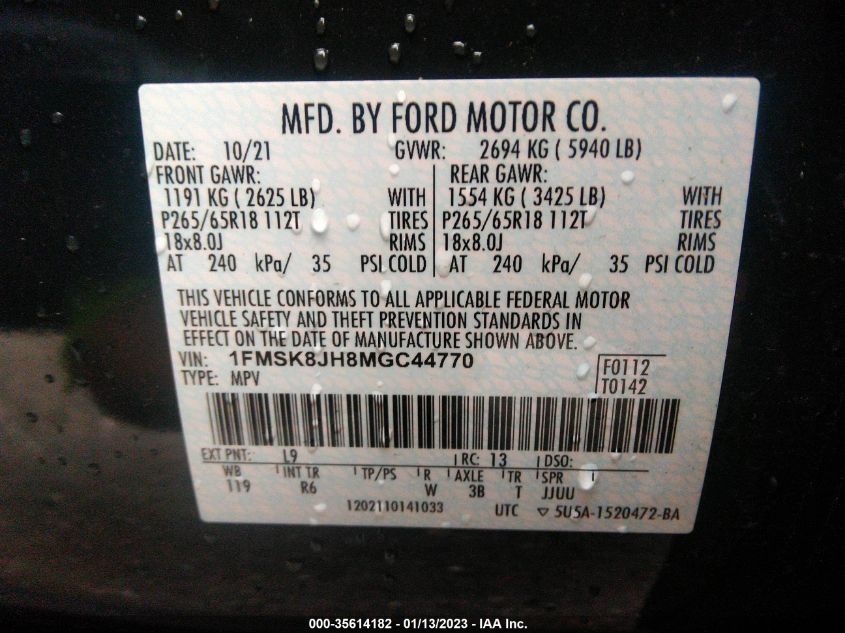 MFD. BY FORD MOTOR CO.
DATE: 10/21 GVWR: 2694 KG ( 5940 LB)
FRONT GAWR: REAR GAWR:
1191 KG ( 2625 LB) WITH 1554 KG ( 3425 LB) WITH
P265/65R18 112T TIRES P265/65R18 112T TIRES
18x8.0J RIMS 18x8.0J RIMS
AT 240 kPa/ 35 PSI COLD AT 240 kPa/ 35 PSI COLD
THIS VEHICLE CONFORMS TO ALL APPLICABLE FEDERAL MOTOR
VEHICLE SAFETY AND THEFT PREVENTION STANDARDS IN
EFFECT ON THE DATE OF MANUFACTURE SHOWN ABOVE.
VIN: 1FMSK8JH8MGC44770 F0112
TYPE: MPV T0142
EXT PNT: L9 RC: 13 DSO:
WB INT TR TP/PS R AXLE TR SPR
119 R6 W 3B T JJUU
1202110141033 UTC ▽ 5U5A-1520472-BA
000-35614182 - 01/13/2023 - IAA Inc.